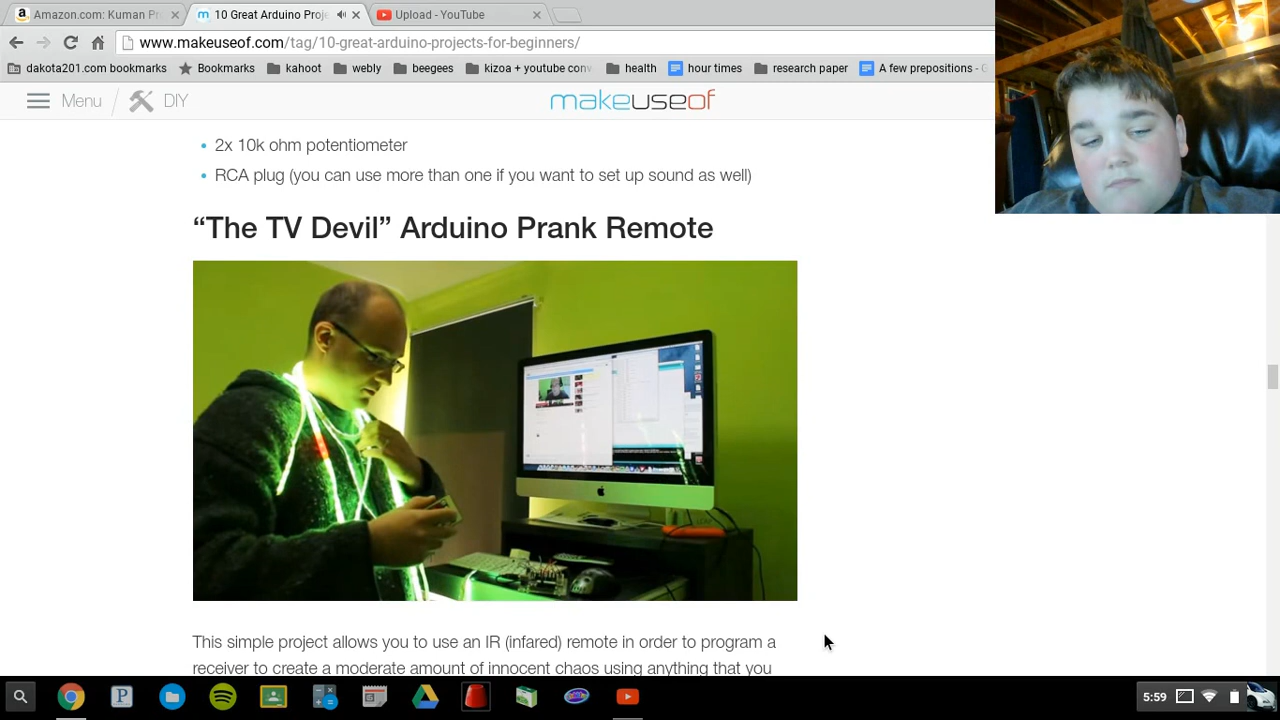 Amazon.com: Kuman Pr
10 Great Arduino Proje
Upload - YouTube
www.makeuseof.com/tag/10-great-arduino-projects-for-beginners/
dakota201.com bookmarks
Bookmarks
kahoot
webly
beegees
kizoa + youtube conv
health
hour times
research paper
A few prepositions - G
Menu
DIY
makeuseof
2x 10k ohm potentiometer
RCA plug (you can use more than one if you want to set up sound as well)
“The TV Devil” Arduino Prank Remote
This simple project allows you to use an IR (infared) remote in order to program a
receiver to create a moderate amount of innocent chaos using anything that you
5:59